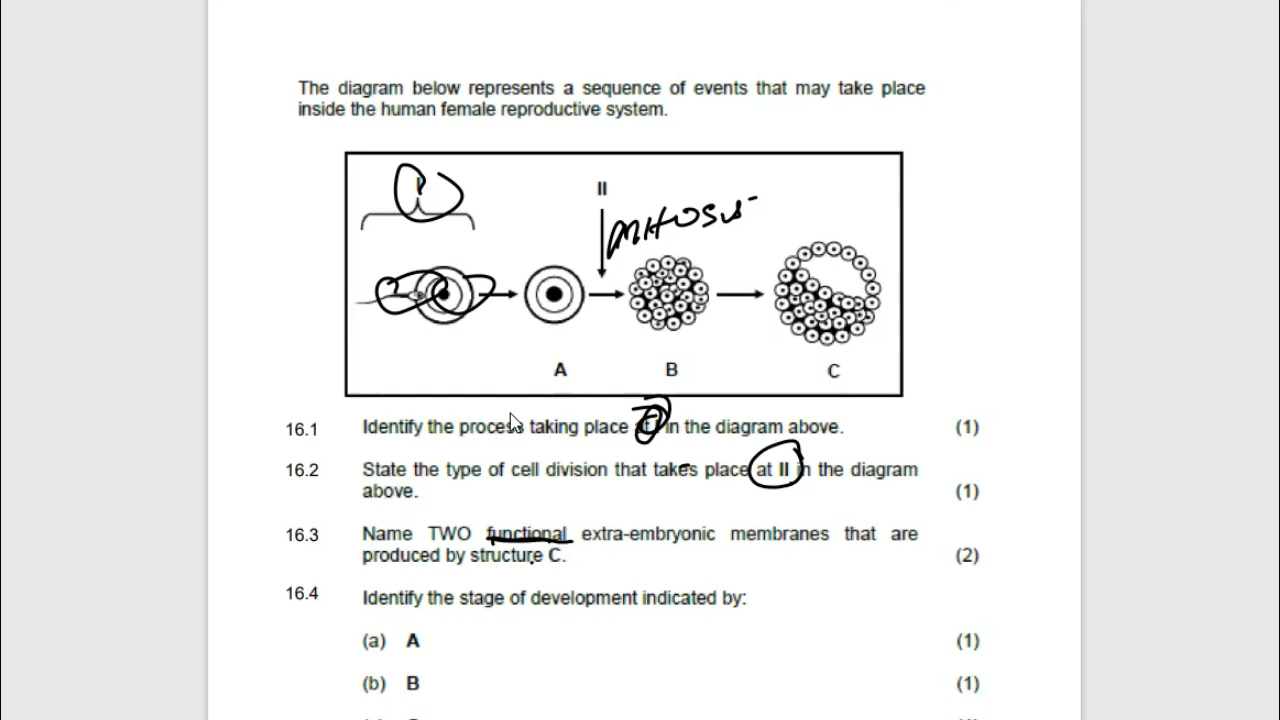 The diagram below represents a sequence of events that may take place
inside the human female reproductive system.
I
II
mitosis
A
B
C
16.1 Identify the process taking place at I in the diagram above. (1)
16.2 State the type of cell division that takes place at II in the diagram
above. (1)
16.3 Name TWO functional extra-embryonic membranes that are
produced by structure C. (2)
16.4 Identify the stage of development indicated by:
(a) A (1)
(b) B (1)